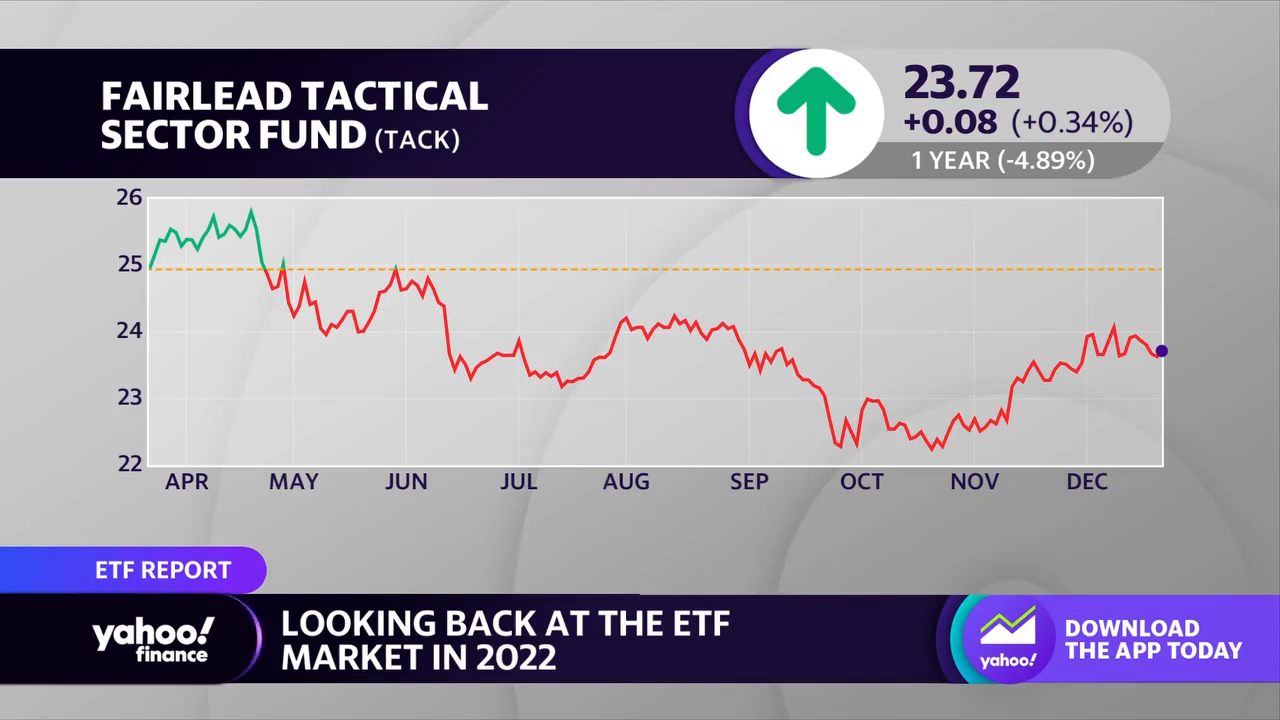 FAIRLEAD TACTICAL
SECTOR FUND (TACK)
23.72
+0.08 (+0.34%)
1 YEAR (-4.89%)
26
25
24
23
22
APR MAY JUN JUL AUG SEP OCT NOV DEC
ETF REPORT
yahoo!
finance
LOOKING BACK AT THE ETF
MARKET IN 2022
yahoo!
DOWNLOAD
THE APP TODAY